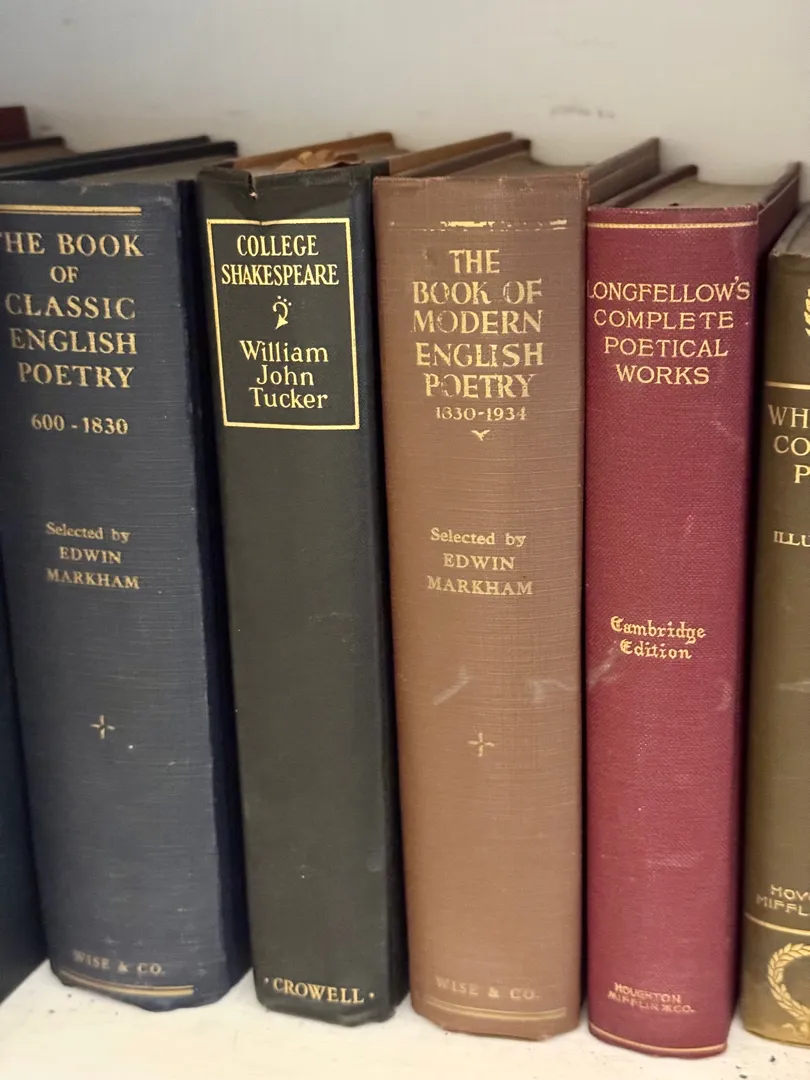 THE BOOK
OF
CLASSIC
ENGLISH
POETRY
600 - 1830
Selected by
EDWIN
MARKHAM
WISE & CO.
COLLEGE
SHAKESPEARE
William
John
Tucker
· CROWELL ·
THE
BOOK OF
MODERN
ENGLISH
POETRY
1830-1934
Selected by
EDWIN
MARKHAM
WISE & CO.
LONGFELLOW'S
COMPLETE
POETICAL
WORKS
Cambridge
Edition
HOUGHTON
MIFFLIN & CO.